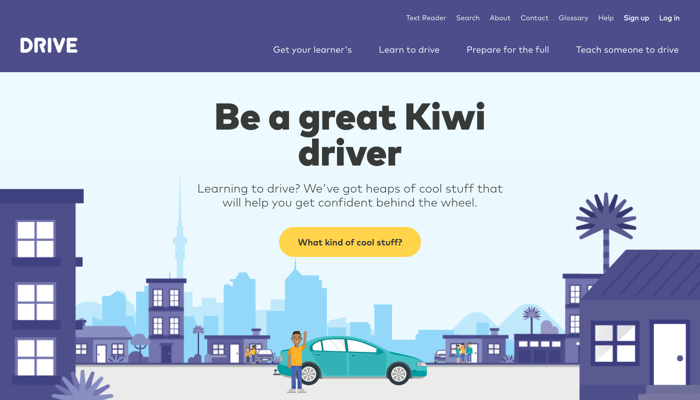 Text Reader Search About Contact Glossary Help Sign up Log in
DRIVE
Get your learner's Learn to drive Prepare for the full Teach someone to drive
Be a great Kiwi
driver
Learning to drive? We've got heaps of cool stuff that
will help you get confident behind the wheel.
What kind of cool stuff?